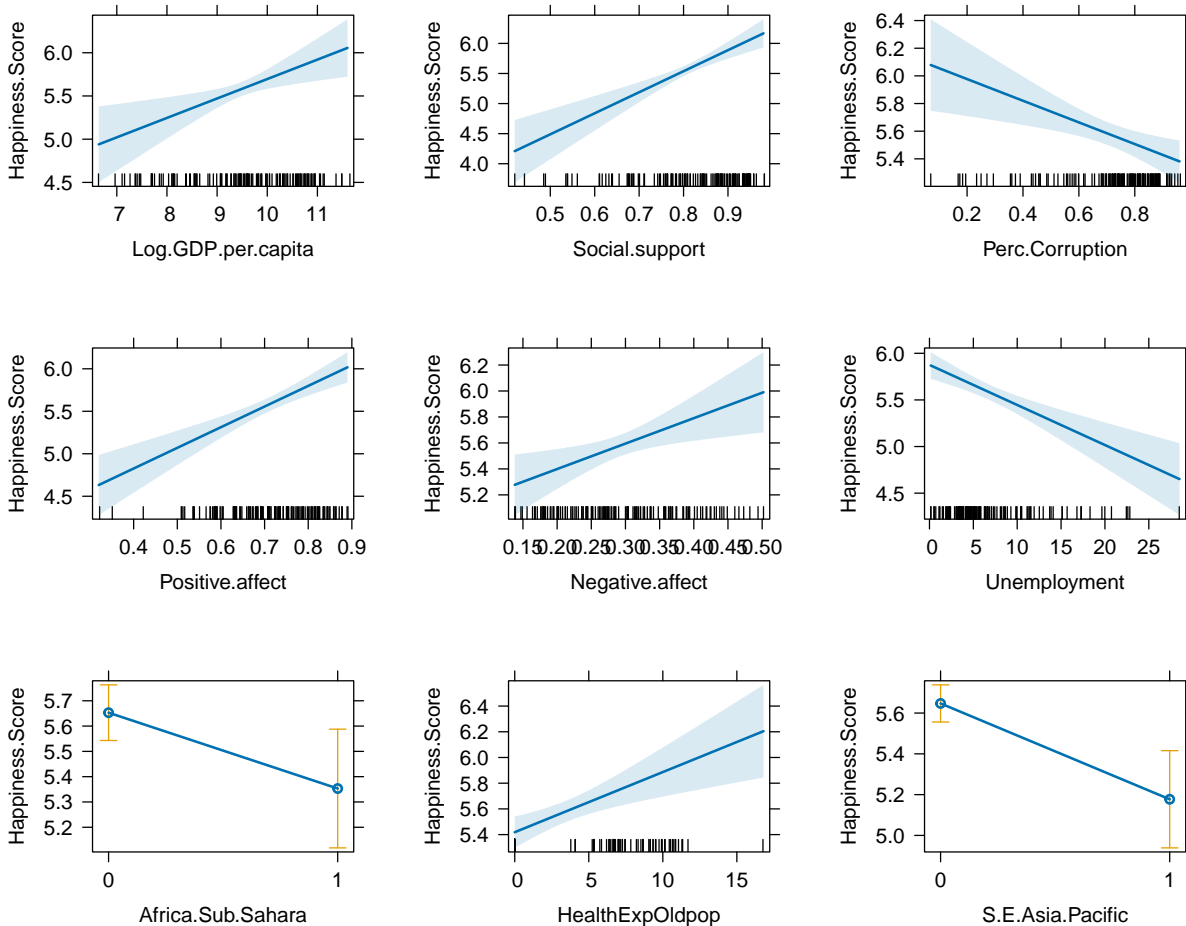 Happiness.Score
6.0
5.5
5.0
4.5
7 8 9 10 11
Log.GDP.per.capita
Happiness.Score
6.0
5.5
5.0
4.5
4.0
0.5 0.6 0.7 0.8 0.9
Social.support
Happiness.Score
6.4
6.2
6.0
5.8
5.6
5.4
0.2 0.4 0.6 0.8
Perc.Corruption
Happiness.Score
6.0
5.5
5.0
4.5
0.4 0.5 0.6 0.7 0.8 0.9
Positive.affect
Happiness.Score
6.2
6.0
5.8
5.6
5.4
5.2
0.15 0.20 0.25 0.30 0.35 0.40 0.45 0.50
Negative.affect
Happiness.Score
6.0
5.5
5.0
4.5
0 5 10 15 20 25
Unemployment
Happiness.Score
5.7
5.6
5.5
5.4
5.3
5.2
0 1
Africa.Sub.Sahara
Happiness.Score
6.4
6.2
6.0
5.8
5.6
5.4
0 5 10 15
HealthExpOldpop
Happiness.Score
5.6
5.4
5.2
5.0
0 1
S.E.Asia.Pacific